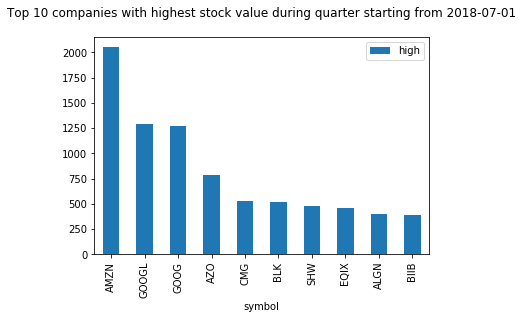 Top 10 companies with highest stock value during quarter starting from 2018-07-01
high
2000
1750
1500
1250
1000
750
500
250
0
AMZN
GOOGL
GOOG
AZO
CMG
BLK
SHW
EQIX
ALGN
BIIB
symbol